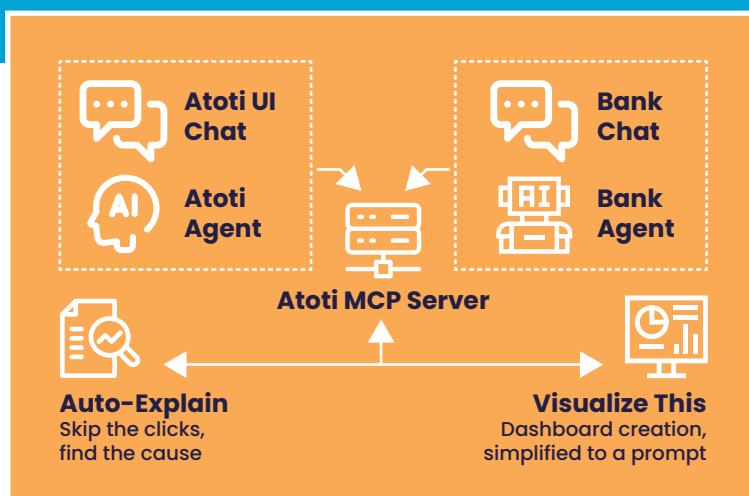 Atoti UI
Chat
AI
Atoti
Agent
Bank
Chat
AI
Bank
Agent
Atoti MCP Server
Auto-Explain
Skip the clicks,
find the cause
Visualize This
Dashboard creation,
simplified to a prompt